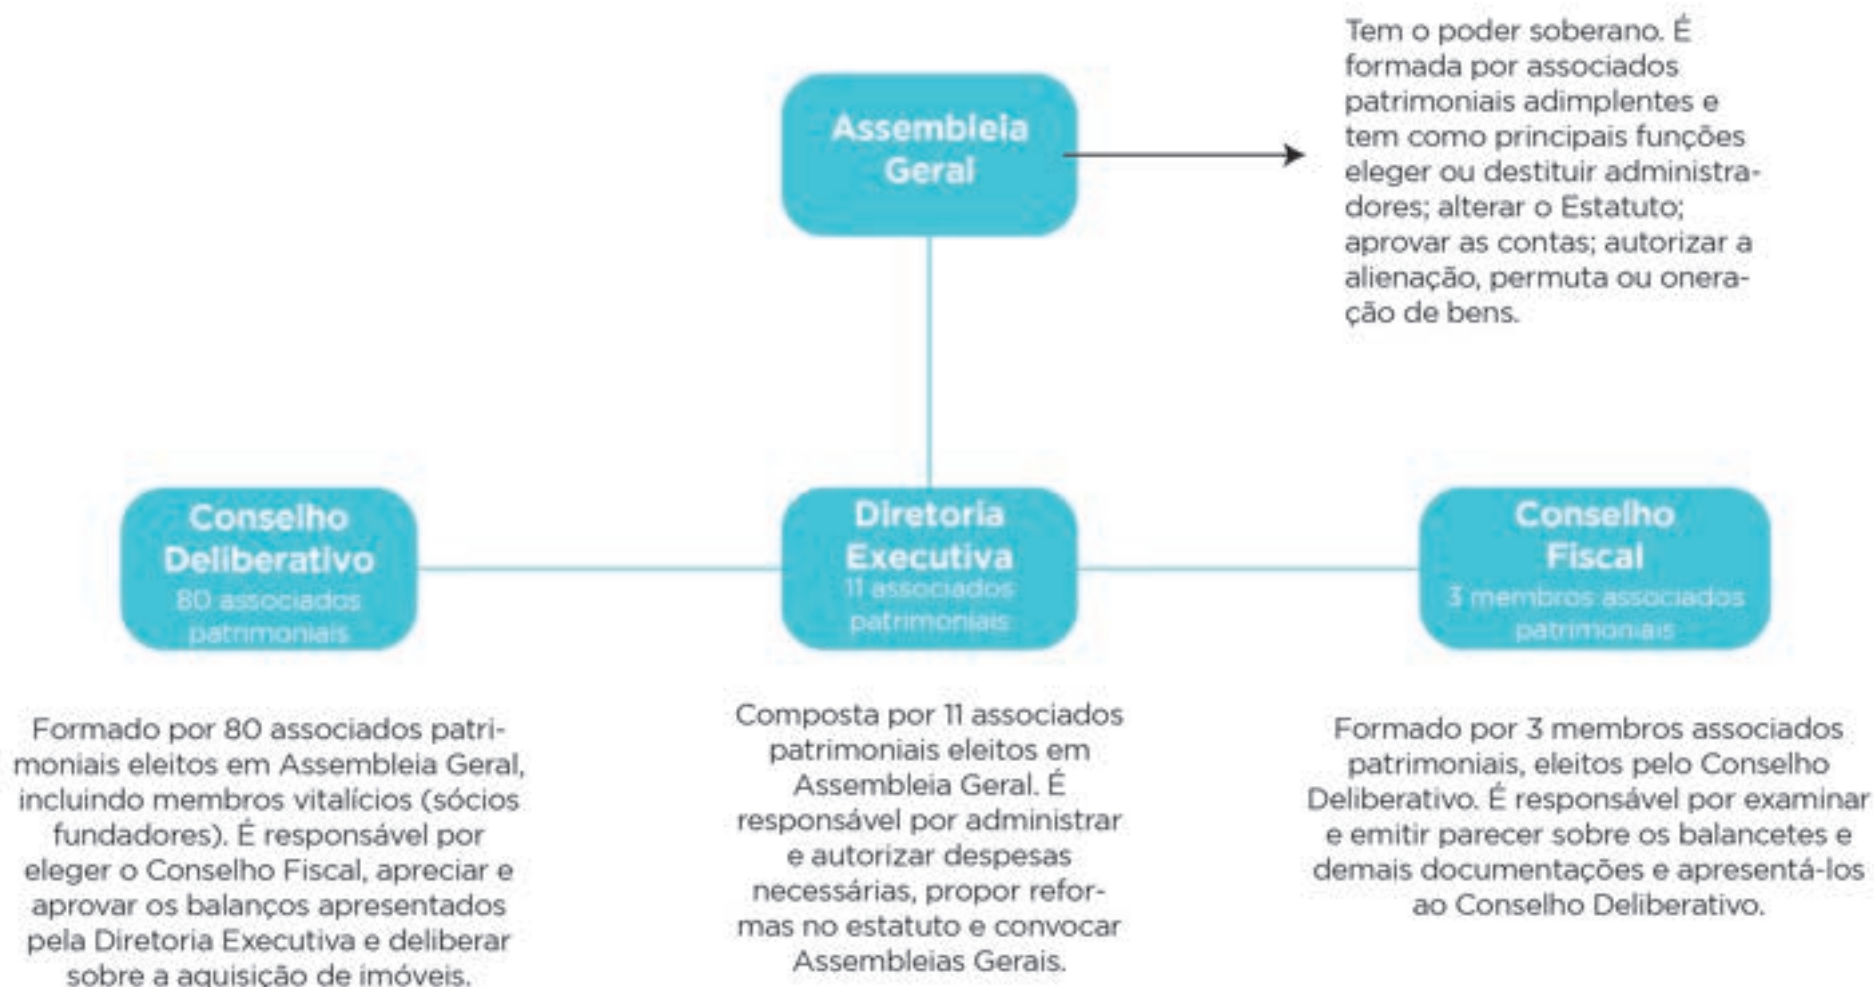 Tem o poder soberano. É
formada por associados
patrimoniais adimplentes e
tem como principais funções
eleger ou destituir administra-
dores; alterar o Estatuto;
aprovar as contas; autorizar a
alienação, permuta ou onera-
ção de bens.
Assembleia
Geral
Conselho
Deliberativo
80 associados
patrimoniais
Diretoria
Executiva
11 associados
patrimoniais
Conselho
Fiscal
3 membros associados
patrimoniais
Formado por 80 associados patri-
moniais eleitos em Assembleia Geral,
incluindo membros vitalícios (sócios
fundadores). É responsável por
eleger o Conselho Fiscal, apreciar e
aprovar os balanços apresentados
pela Diretoria Executiva e deliberar
sobre a aquisição de imóveis.
Composta por 11 associados
patrimoniais eleitos em
Assembleia Geral. É
responsável por administrar
e autorizar despesas
necessárias, propor refor-
mas no estatuto e convocar
Assembleias Gerais.
Formado por 3 membros associados
patrimoniais, eleitos pelo Conselho
Deliberativo. É responsável por examinar
e emitir parecer sobre os balancetes e
demais documentações e apresentá-los
ao Conselho Deliberativo.